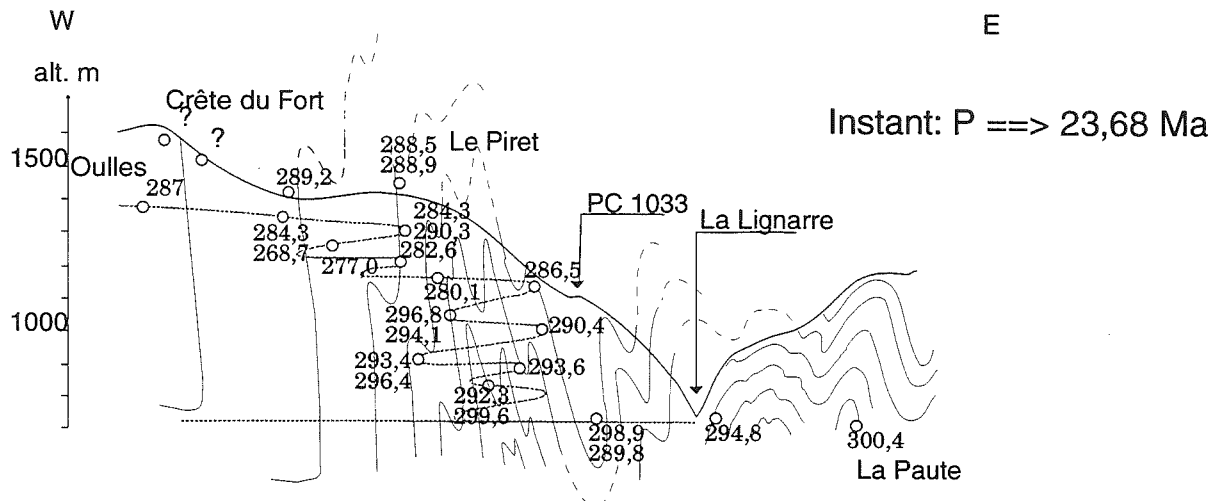 W
E
alt. m
Crête du Fort
?
?
Instant: P ==> 23,68 Ma
1500
Oulles
287
289,2
288,5
288,9
Le Piret
284,3
268,7
284,3
290,3
282,6
277,0
280,1
286,5
PC 1033
La Lignarre
1000
296,8
294,1
290,4
293,4
296,4
293,6
292,3
299,6
298,9
289,8
294,8
300,4
La Paute